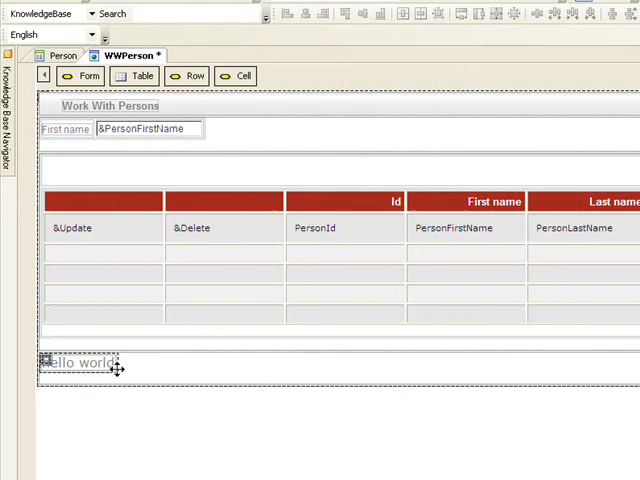 KnowledgeBase Search
English
Person WWPerson *
Form Table Row Cell
Knowledge Base Navigator
Work With Persons
First name &PersonFirstName
Id First name Last name
&Update &Delete PersonId PersonFirstName PersonLastName
Hello world